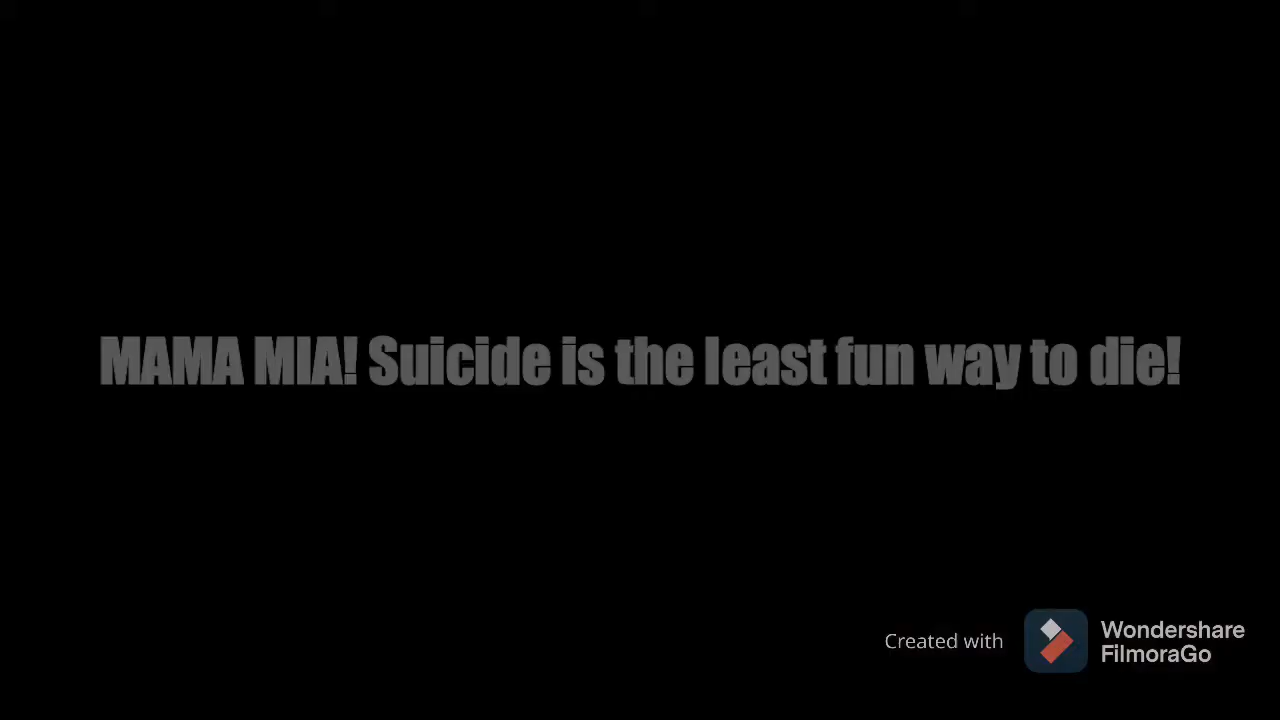 MAMA MIA! Suicide is the least fun way to die!
Created with
Wondershare
FilmoraGo